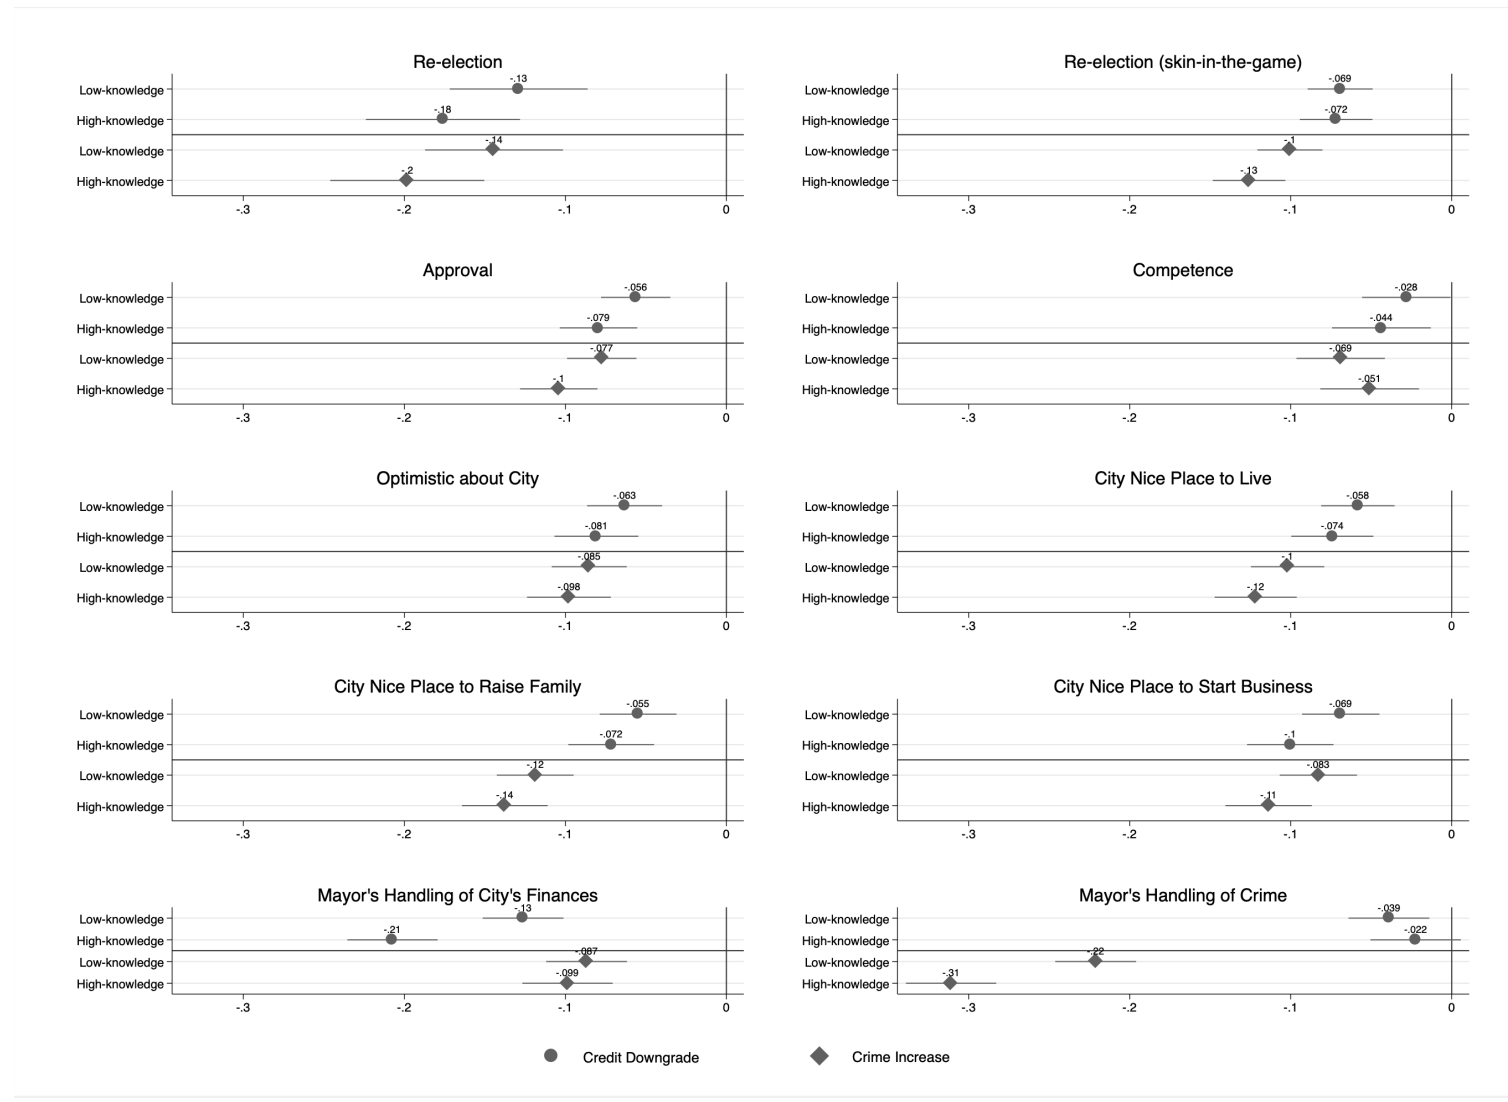 Re-election
Low-knowledge
-.13
High-knowledge
-.18
Low-knowledge
-.14
High-knowledge
-.2
-.3 -.2 -.1 0
Re-election (skin-in-the-game)
Low-knowledge
-.069
High-knowledge
-.072
Low-knowledge
-.1
High-knowledge
-.13
-.3 -.2 -.1 0
Approval
Low-knowledge
-.056
High-knowledge
-.079
Low-knowledge
-.077
High-knowledge
-.1
-.3 -.2 -.1 0
Competence
Low-knowledge
-.028
High-knowledge
-.044
Low-knowledge
-.069
High-knowledge
-.051
-.3 -.2 -.1 0
Optimistic about City
Low-knowledge
-.063
High-knowledge
-.081
Low-knowledge
-.085
High-knowledge
-.098
-.3 -.2 -.1 0
City Nice Place to Live
Low-knowledge
-.058
High-knowledge
-.074
Low-knowledge
-.1
High-knowledge
-.12
-.3 -.2 -.1 0
City Nice Place to Raise Family
Low-knowledge
-.055
High-knowledge
-.072
Low-knowledge
-.12
High-knowledge
-.14
-.3 -.2 -.1 0
City Nice Place to Start Business
Low-knowledge
-.069
High-knowledge
-.1
Low-knowledge
-.083
High-knowledge
-.11
-.3 -.2 -.1 0
Mayor's Handling of City's Finances
Low-knowledge
-.13
High-knowledge
-.21
Low-knowledge
-.087
High-knowledge
-.099
-.3 -.2 -.1 0
Mayor's Handling of Crime
Low-knowledge
-.039
High-knowledge
-.022
Low-knowledge
-.22
High-knowledge
-.31
-.3 -.2 -.1 0
Credit Downgrade
Crime Increase